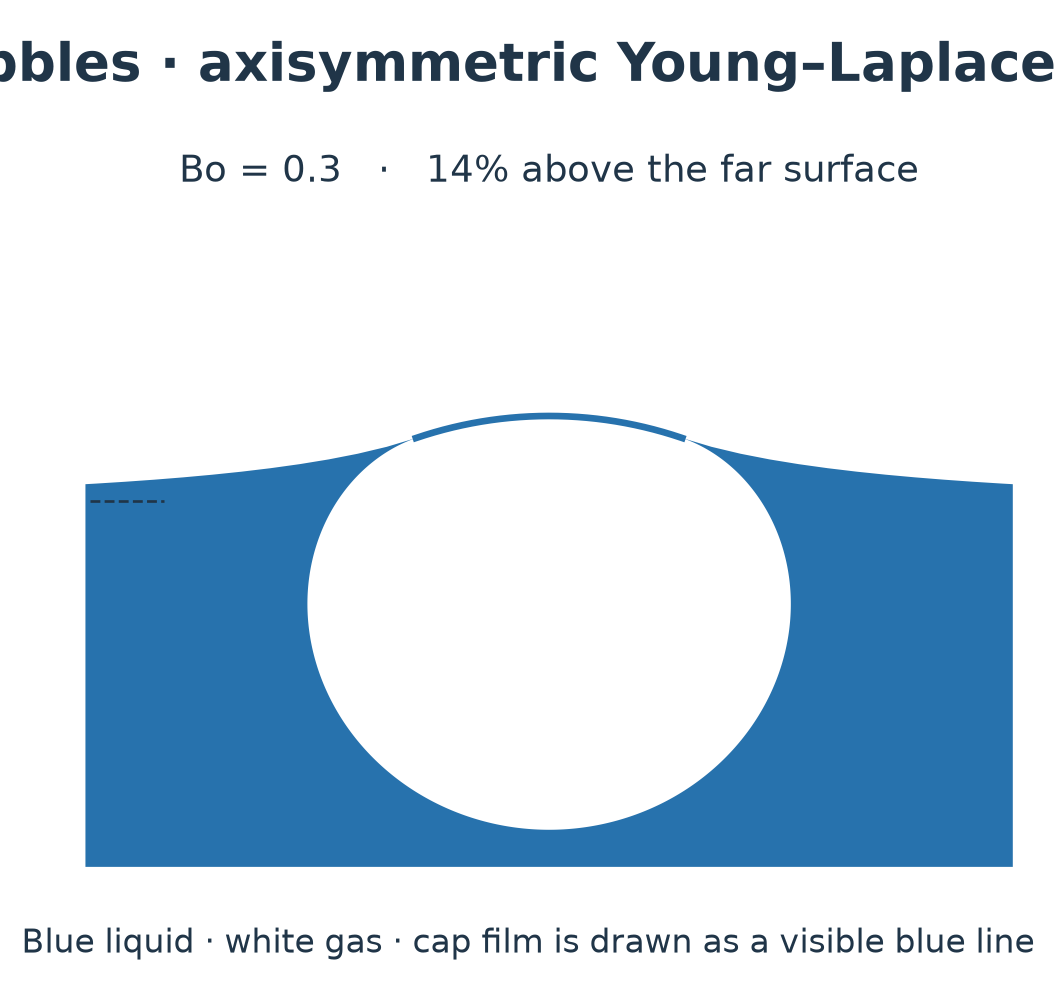 bbles · axisymmetric Young–Laplace
Bo = 0.3 · 14% above the far surface
Blue liquid · white gas · cap film is drawn as a visible blue line